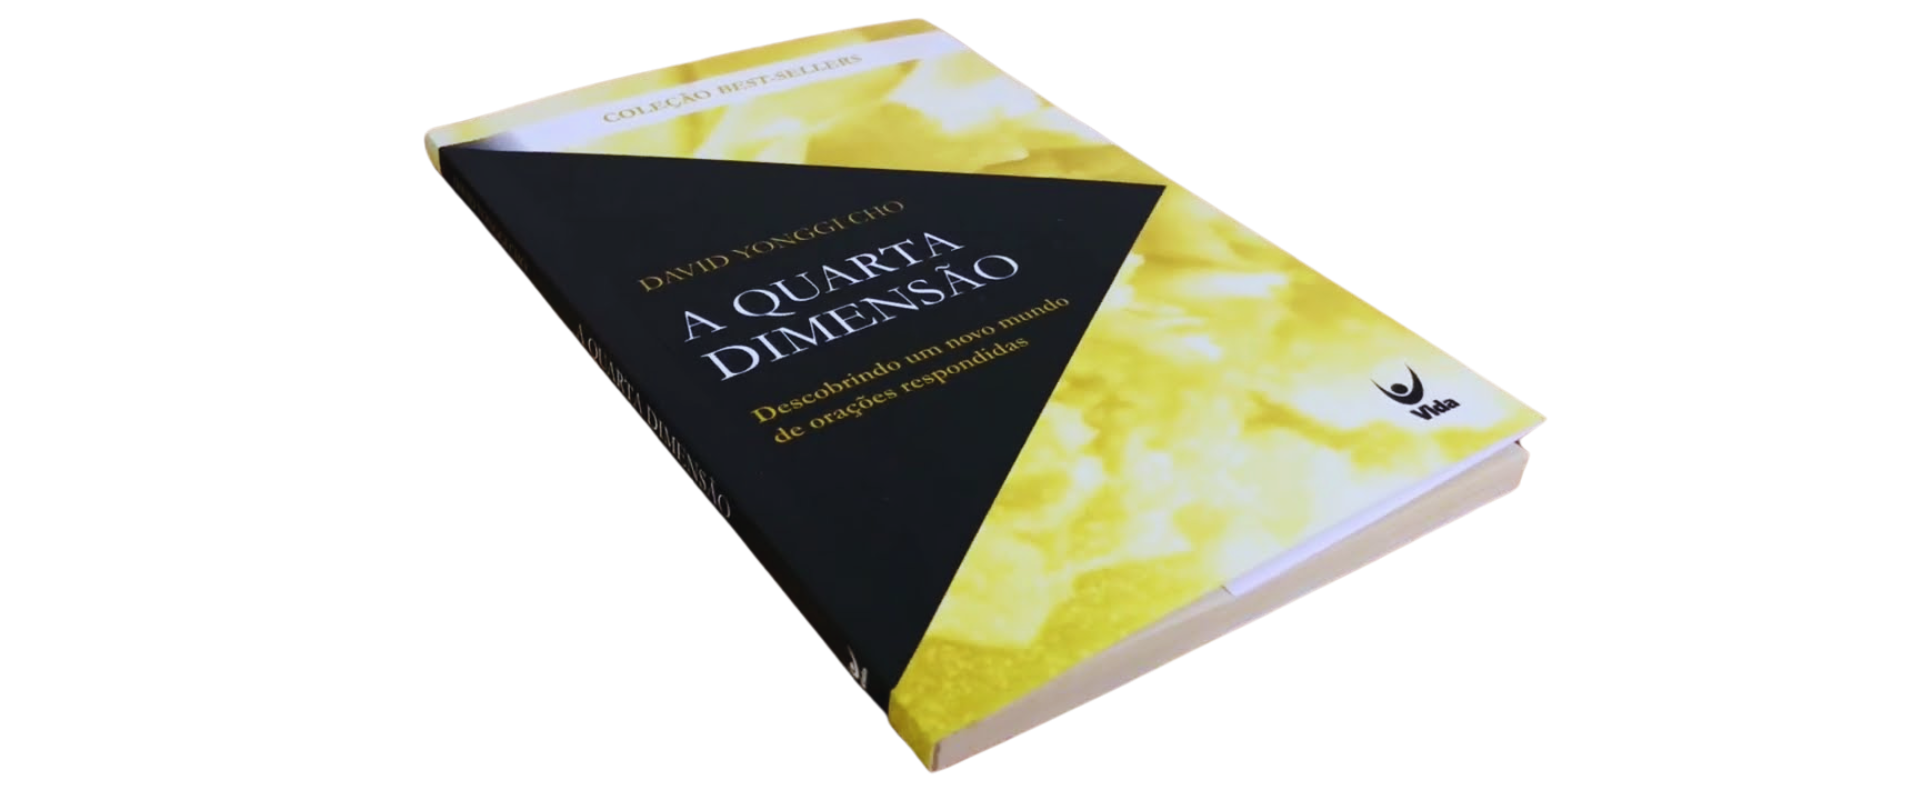 COLEÇÃO BEST-SELLERS
DAVID YONGGI CHO
A QUARTA
DIMENSÃO
Descobrindo um novo mundo
de orações respondidas
Vida
A QUARTA DIMENSÃO